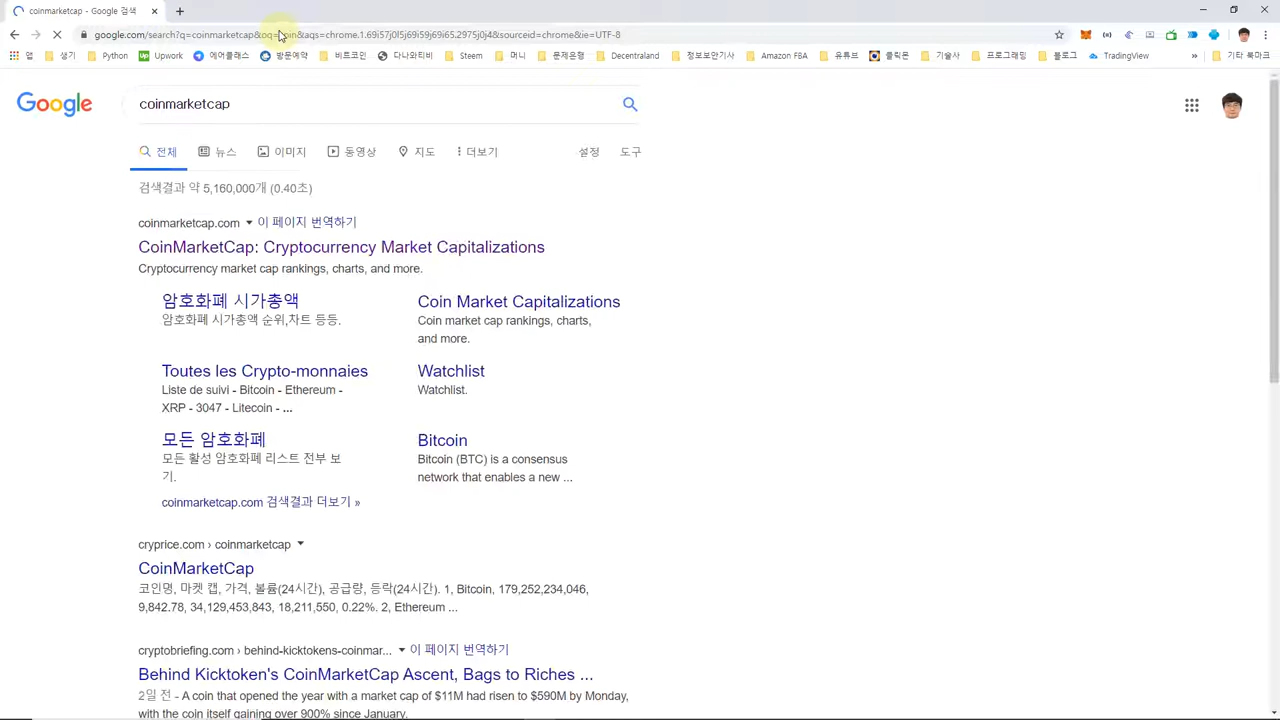 coinmarketcap - Google 검색
google.com/search?q=coinmarketcap&oq=coin&aqs=chrome.1.69i57j0l5j69i59j69i65.2975j0j4&sourceid=chrome&ie=UTF-8
앱 생기 Python Upwork 에어클래스 방문예약 비트코인 다나와티비 Steem 머니 문제은행 Decentraland 정보보안기사 Amazon FBA 유튜브 클릭몬 기술사 프로그래밍 블로그 TradingView » 기타 북마크
Google
coinmarketcap
전체 뉴스 이미지 동영상 지도 더보기 설정 도구
검색결과 약 5,160,000개 (0.40초)
coinmarketcap.com 이 페이지 번역하기
CoinMarketCap: Cryptocurrency Market Capitalizations
Cryptocurrency market cap rankings, charts, and more.
암호화폐 시가총액
암호화폐 시가총액 순위,차트 등등.
Coin Market Capitalizations
Coin market cap rankings, charts,
and more.
Toutes les Crypto-monnaies
Liste de suivi - Bitcoin - Ethereum -
XRP - 3047 - Litecoin - ...
Watchlist
Watchlist.
모든 암호화폐
모든 활성 암호화폐 리스트 전부 보
기.
Bitcoin
Bitcoin (BTC) is a consensus
network that enables a new ...
coinmarketcap.com 검색결과 더보기 »
cryprice.com › coinmarketcap
CoinMarketCap
코인명, 마켓 캡, 가격, 볼륨(24시간), 공급량, 등락(24시간). 1, Bitcoin, 179,252,234,046,
9,842.78, 34,129,453,843, 18,211,550, 0.22%. 2, Ethereum ...
cryptobriefing.com › behind-kicktokens-coinmar... 이 페이지 번역하기
Behind Kicktoken's CoinMarketCap Ascent, Bags to Riches ...
2일 전 - A coin that opened the year with a market cap of $11M had risen to $590M by Monday,
with the coin itself gaining over 900% since January.